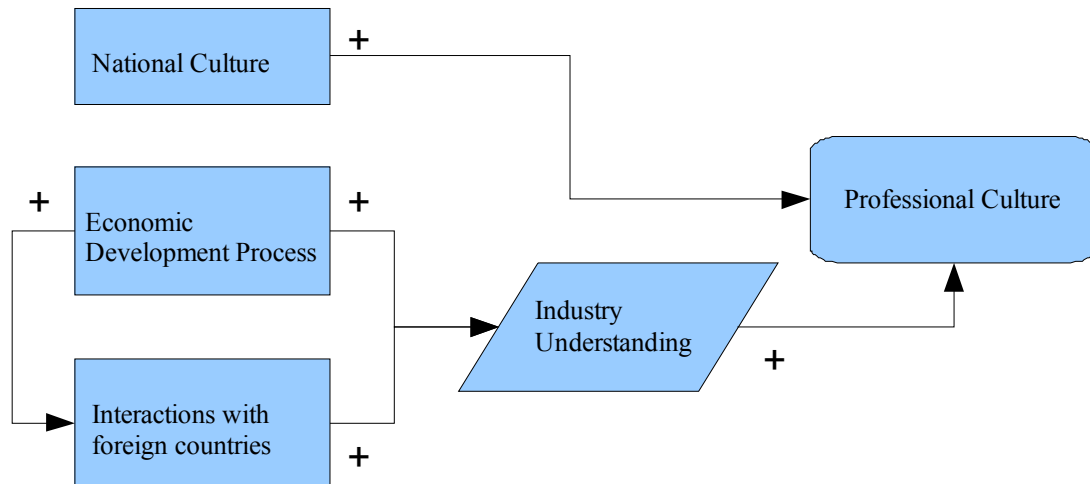 +
National Culture
+
+
Economic
Development Process
Professional Culture
Industry
Understanding
+
Interactions with
foreign countries
+